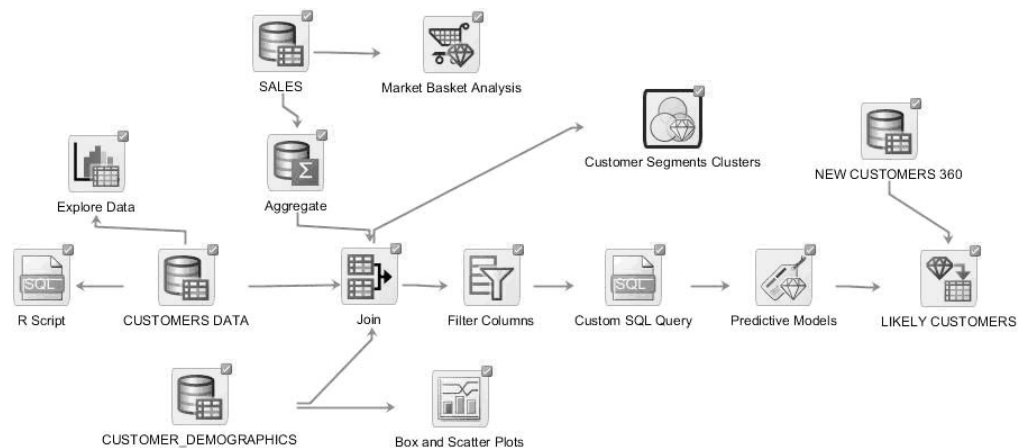 SALES
Market Basket Analysis
Customer Segments Clusters
NEW CUSTOMERS 360
Explore Data
Aggregate
SQL
R Script
CUSTOMERS DATA
Join
Filter Columns
SQL
Custom SQL Query
Predictive Models
LIKELY CUSTOMERS
CUSTOMER_DEMOGRAPHICS
Box and Scatter Plots